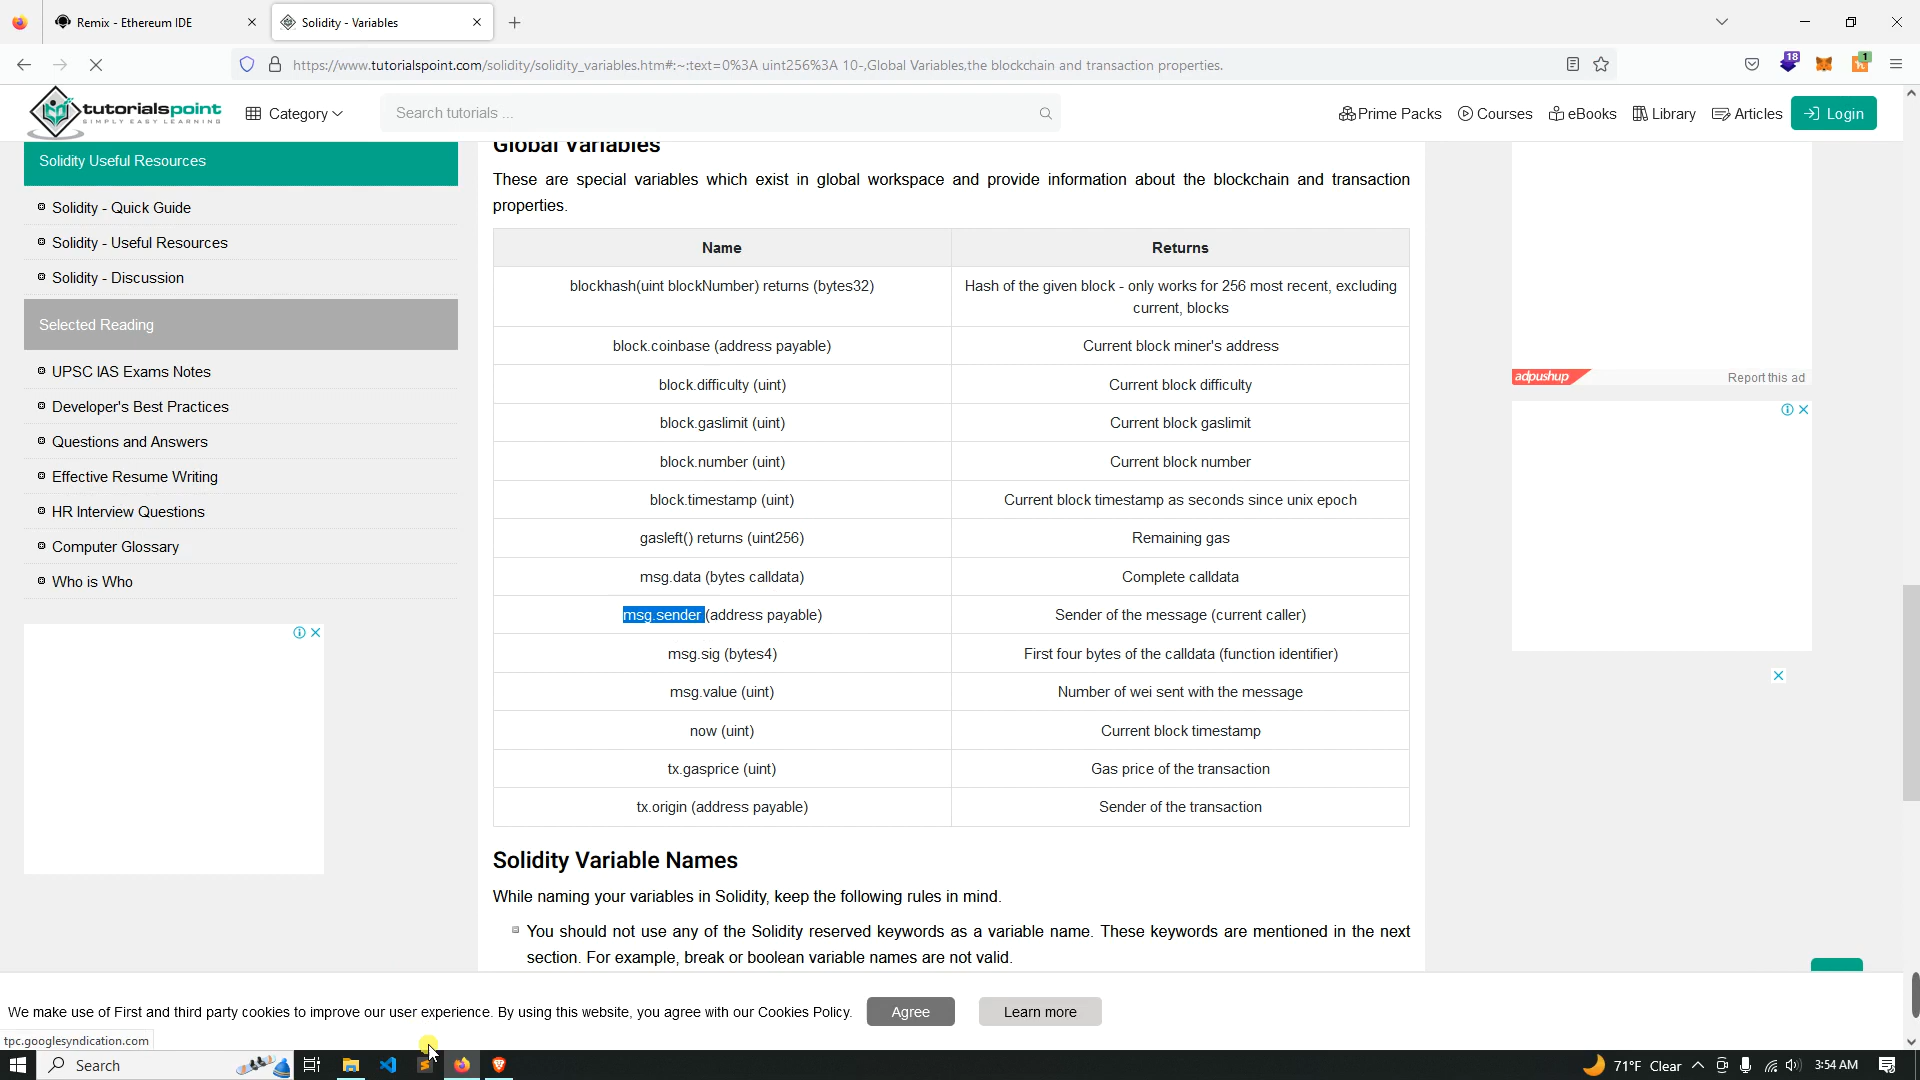 Remix - Ethereum IDE
Solidity - Variables
https://www.tutorialspoint.com/solidity/solidity_variables.htm#:~:text=0%3A uint256%3A 10-,Global Variables,the blockchain and transaction properties.
18
1
tutorialspoint
SIMPLY EASY LEARNING
Category
Search tutorials ...
Prime Packs
Courses
eBooks
Library
Articles
Login
Solidity Useful Resources
Solidity - Quick Guide
Solidity - Useful Resources
Solidity - Discussion
Selected Reading
UPSC IAS Exams Notes
Developer's Best Practices
Questions and Answers
Effective Resume Writing
HR Interview Questions
Computer Glossary
Who is Who
Global Variables
These are special variables which exist in global workspace and provide information about the blockchain and transaction
properties.
Name Returns
blockhash(uint blockNumber) returns (bytes32) Hash of the given block - only works for 256 most recent, excluding
current, blocks
block.coinbase (address payable) Current block miner's address
block.difficulty (uint) Current block difficulty
block.gaslimit (uint) Current block gaslimit
block.number (uint) Current block number
block.timestamp (uint) Current block timestamp as seconds since unix epoch
gasleft() returns (uint256) Remaining gas
msg.data (bytes calldata) Complete calldata
msg.sender (address payable) Sender of the message (current caller)
msg.sig (bytes4) First four bytes of the calldata (function identifier)
msg.value (uint) Number of wei sent with the message
now (uint) Current block timestamp
tx.gasprice (uint) Gas price of the transaction
tx.origin (address payable) Sender of the transaction
Solidity Variable Names
While naming your variables in Solidity, keep the following rules in mind.
You should not use any of the Solidity reserved keywords as a variable name. These keywords are mentioned in the next
section. For example, break or boolean variable names are not valid.
adpushup
Report this ad
We make use of First and third party cookies to improve our user experience. By using this website, you agree with our Cookies Policy.
Agree
Learn more
tpc.googlesyndication.com
Search
71°F Clear
3:54 AM